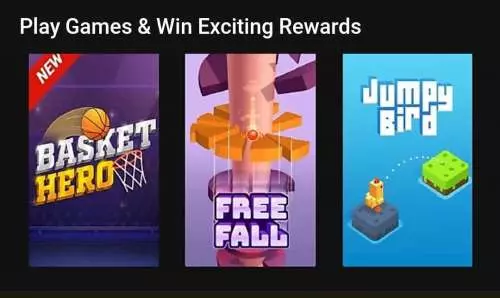 Play Games & Win Exciting Rewards
NEW
BASKET
HERO
FREE
FALL
Jumpy
Bird